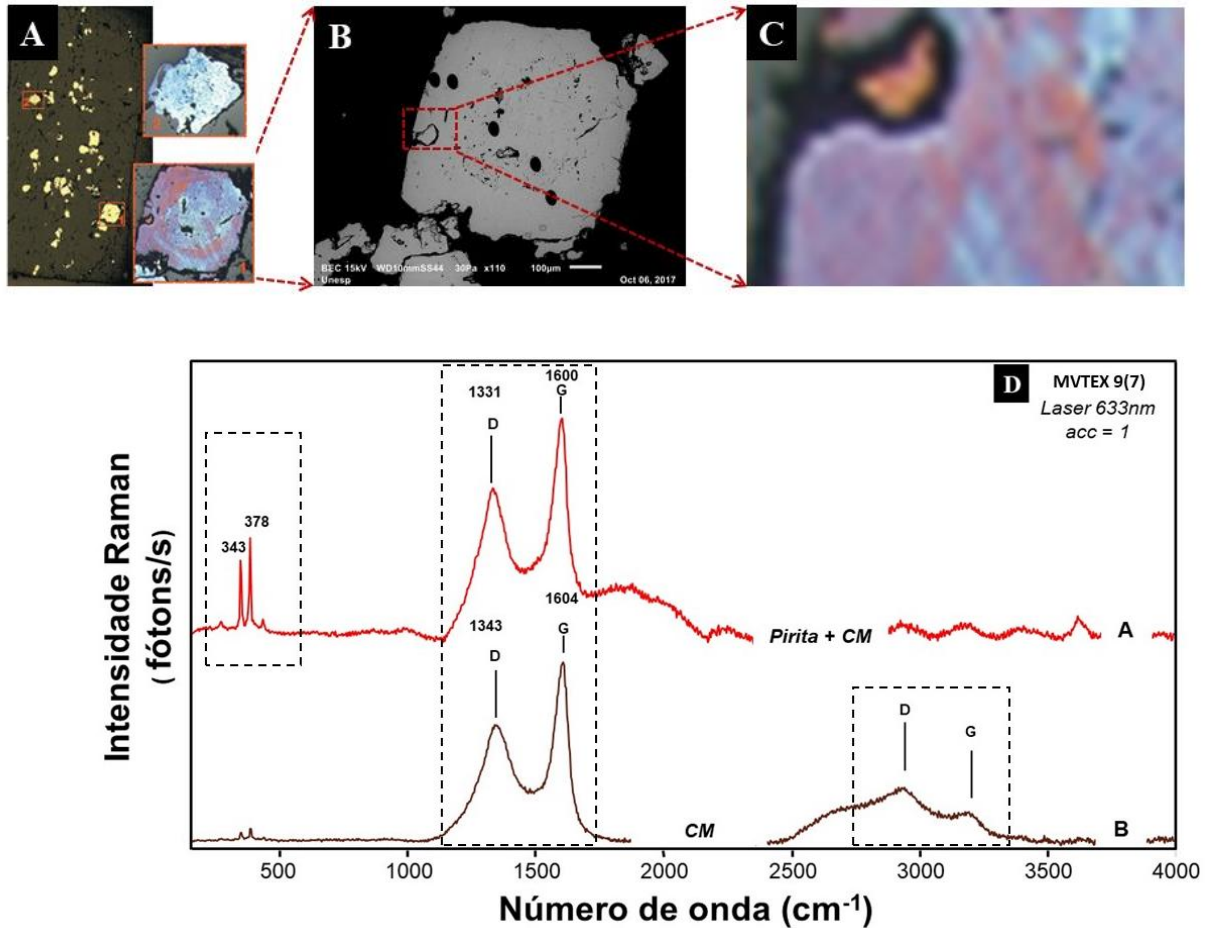 A
2
1
B
BEC 15kV WD10mmSS44 30Pa x110 100µm
Unesp Oct 06, 2017
C
D MVTEX 9(7)
Laser 633nm
acc = 1
1331 1600
D G
343 378
Pirita + CM A
1343 1604
D G
D G
CM B
Intensidade Raman
( fótons/s)
500 1000 1500 2000 2500 3000 3500 4000
Número de onda (cm⁻¹)